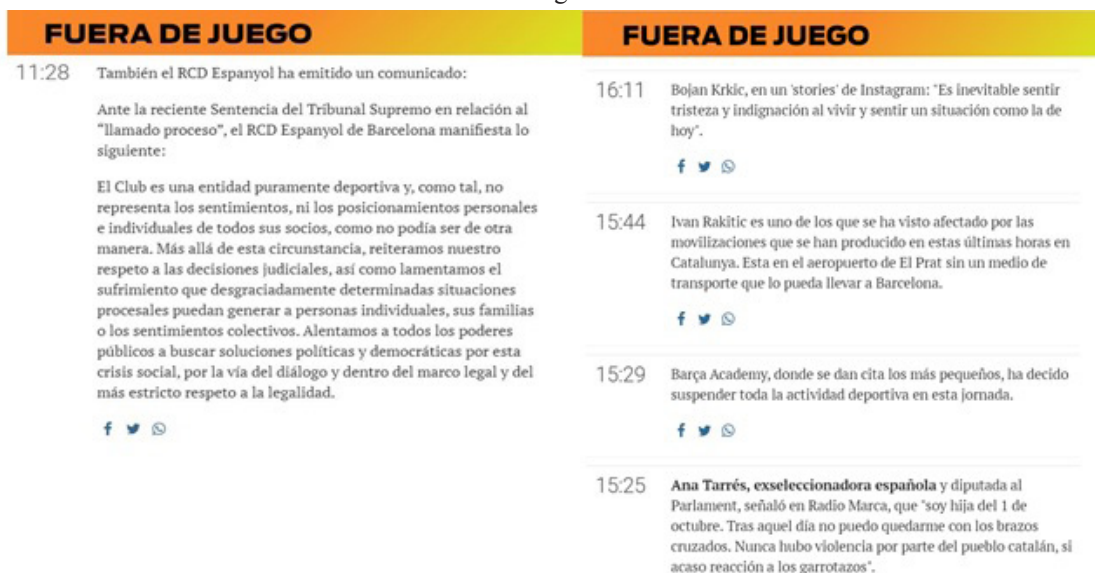 FUERA DE JUEGO
11:28 También el RCD Espanyol ha emitido un comunicado:
Ante la reciente Sentencia del Tribunal Supremo en relación al
“llamado proceso”, el RCD Espanyol de Barcelona manifiesta lo
siguiente:
El Club es una entidad puramente deportiva y, como tal, no
representa los sentimientos, ni los posicionamientos personales
e individuales de todos sus socios, como no podía ser de otra
manera. Más allá de esta circunstancia, reiteramos nuestro
respeto a las decisiones judiciales, así como lamentamos el
sufrimiento que desgraciadamente determinadas situaciones
procesales puedan generar a personas individuales, sus familias
o los sentimientos colectivos. Alentamos a todos los poderes
públicos a buscar soluciones políticas y democráticas por esta
crisis social, por la vía del diálogo y dentro del marco legal y del
más estricto respeto a la legalidad.
FUERA DE JUEGO
16:11 Bojan Krkic, en un 'stories' de Instagram: "Es inevitable sentir
tristeza y indignación al vivir y sentir un situación como la de
hoy".
15:44 Ivan Rakitic es uno de los que se ha visto afectado por las
movilizaciones que se han producido en estas últimas horas en
Catalunya. Esta en el aeropuerto de El Prat sin un medio de
transporte que lo pueda llevar a Barcelona.
15:29 Barça Academy, donde se dan cita los más pequeños, ha decido
suspender toda la actividad deportiva en esta jornada.
15:25 Ana Tarrés, exseleccionadora española y diputada al
Parlament, señaló en Radio Marca, que "soy hija del 1 de
octubre. Tras aquel día no puedo quedarme con los brazos
cruzados. Nunca hubo violencia por parte del pueblo catalán, si
acaso reacción a los garrotazos".